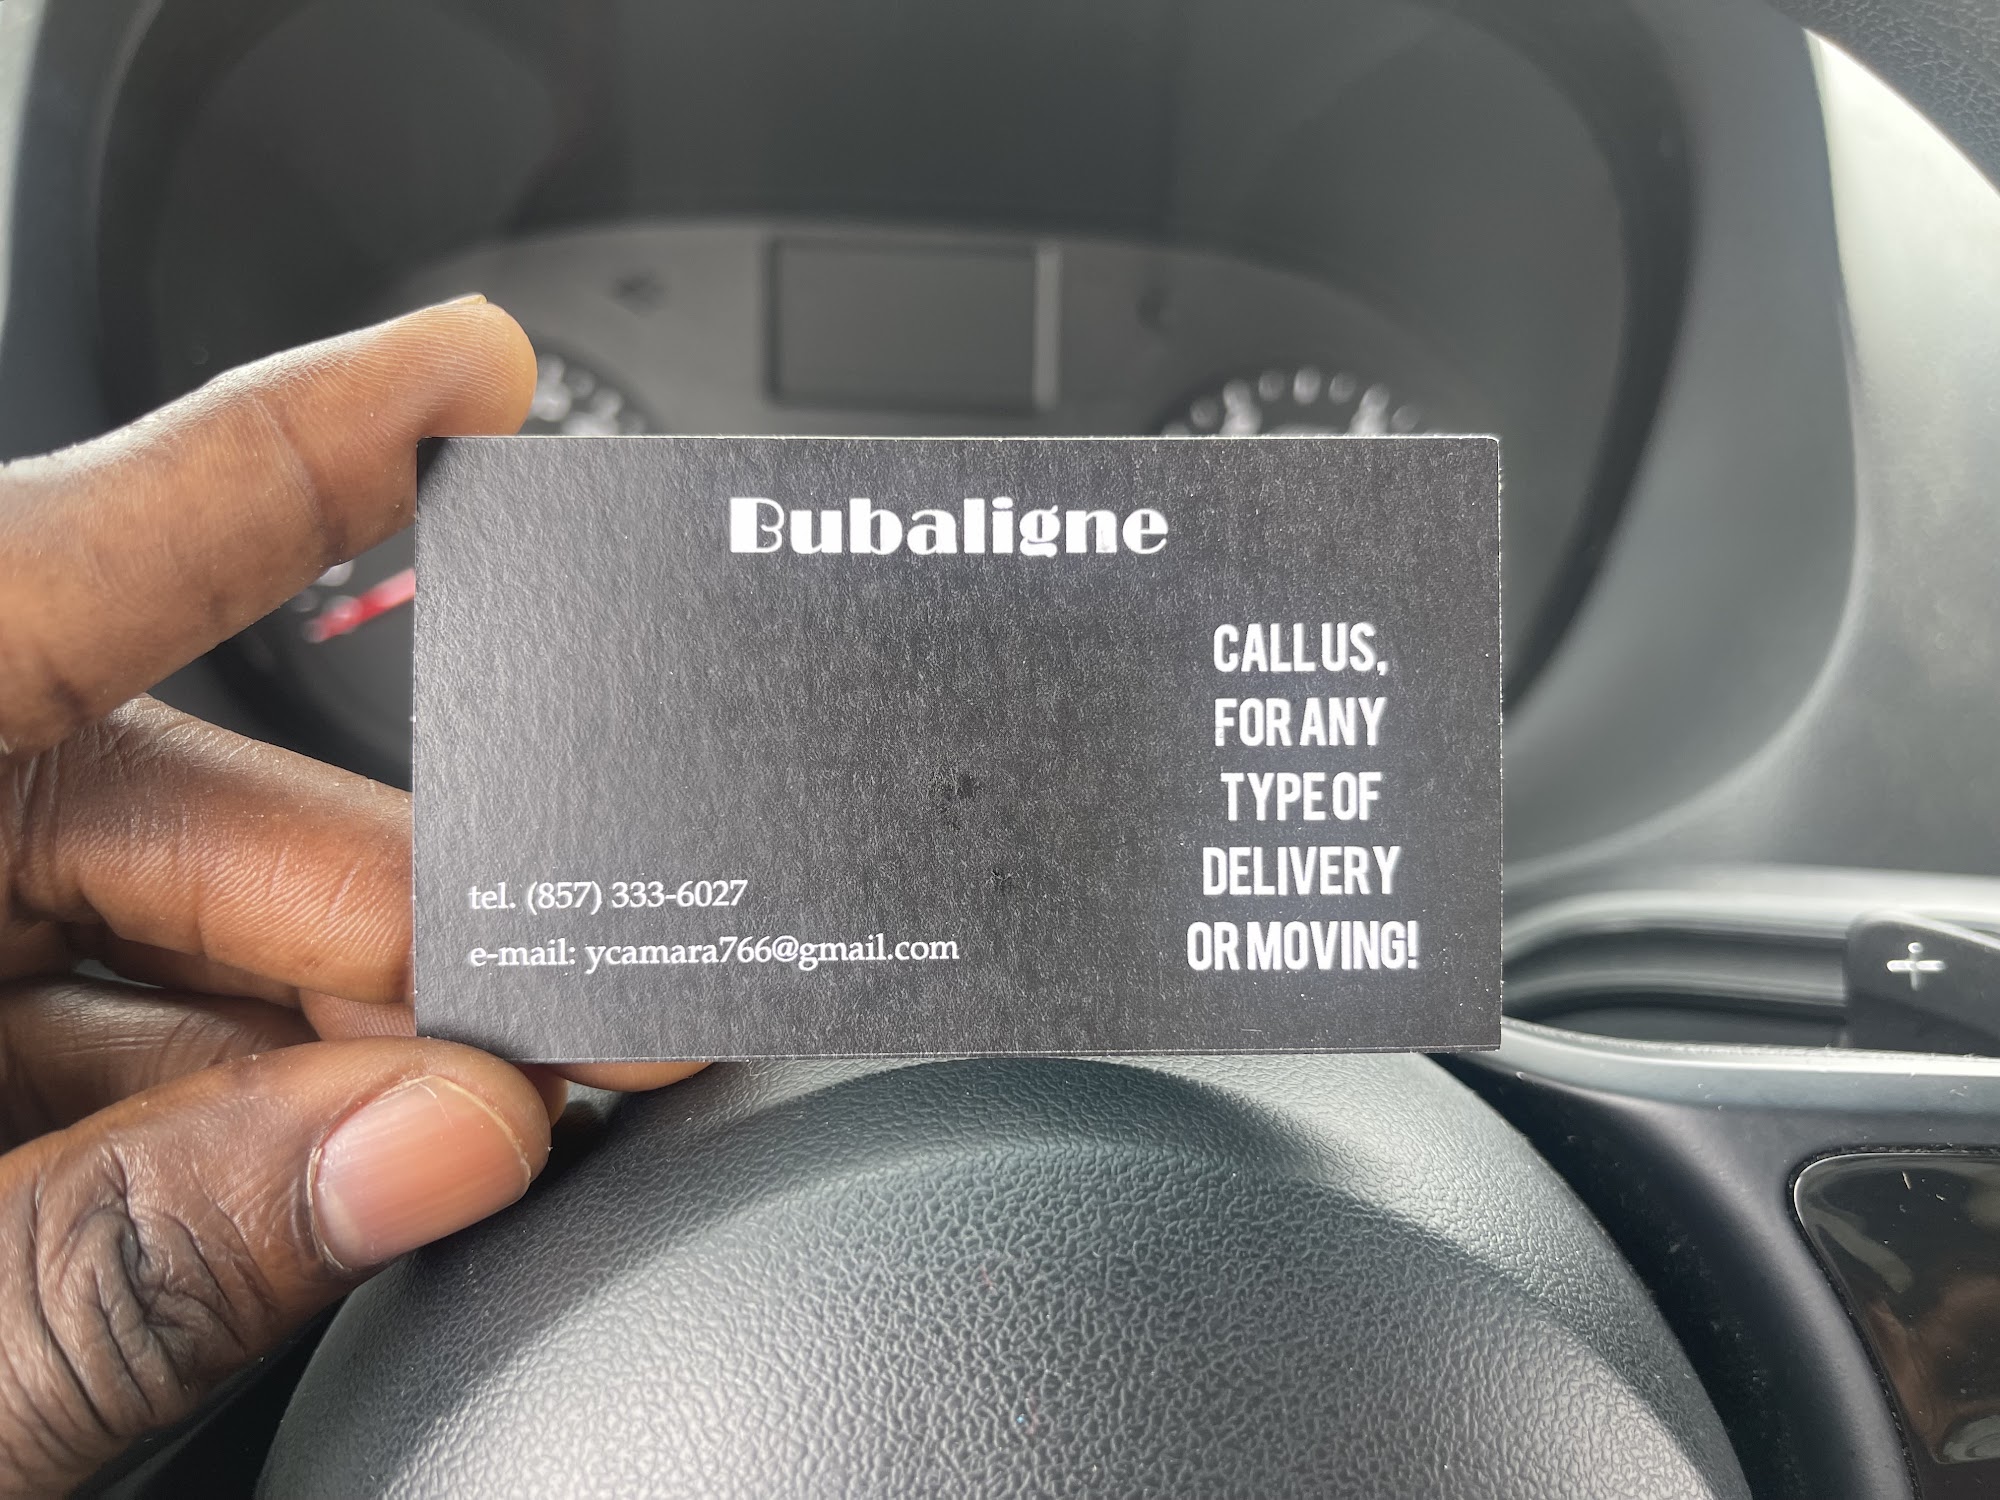 Bubaligne
CALL US,
FOR ANY
TYPE OF
DELIVERY
OR MOVING!
tel. (857) 333-6027
e-mail: ycamara766@gmail.com
+